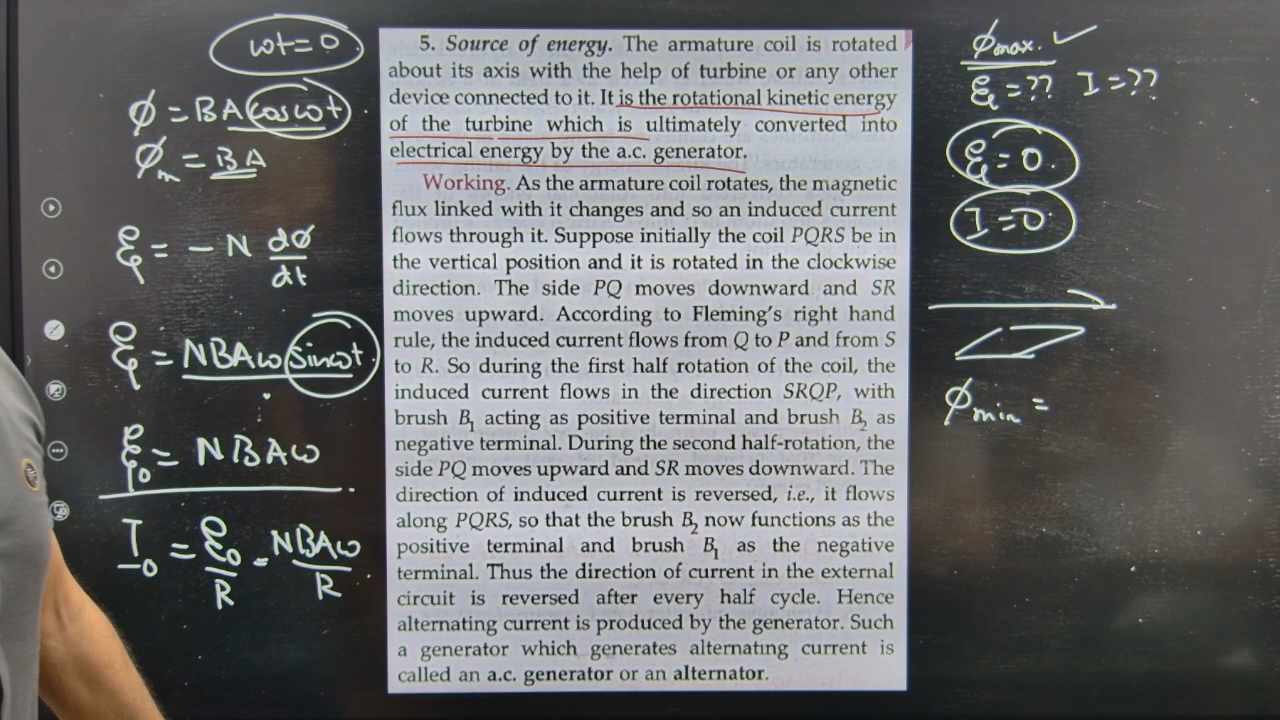 ωt=0
ϕ = BA cosωt
ϕm = BA
ε = - N dϕ/dt
ε = NBAω sinωt
ε0 = NBAω
I0 = ε0/R = NBAω/R
5. Source of energy. The armature coil is rotated
about its axis with the help of turbine or any other
device connected to it. It is the rotational kinetic energy
of the turbine which is ultimately converted into
electrical energy by the a.c. generator.
Working. As the armature coil rotates, the magnetic
flux linked with it changes and so an induced current
flows through it. Suppose initially the coil PQRS be in
the vertical position and it is rotated in the clockwise
direction. The side PQ moves downward and SR
moves upward. According to Fleming's right hand
rule, the induced current flows from Q to P and from S
to R. So during the first half rotation of the coil, the
induced current flows in the direction SRQP, with
brush B1 acting as positive terminal and brush B2 as
negative terminal. During the second half-rotation, the
side PQ moves upward and SR moves downward. The
direction of induced current is reversed, i.e., it flows
along PQRS, so that the brush B2 now functions as the
positive terminal and brush B1 as the negative
terminal. Thus the direction of current in the external
circuit is reversed after every half cycle. Hence
alternating current is produced by the generator. Such
a generator which generates alternating current is
called an a.c. generator or an alternator.
ϕmax. ✓
ε = ?? I = ??
ε = 0.
I = 0
ϕmin =